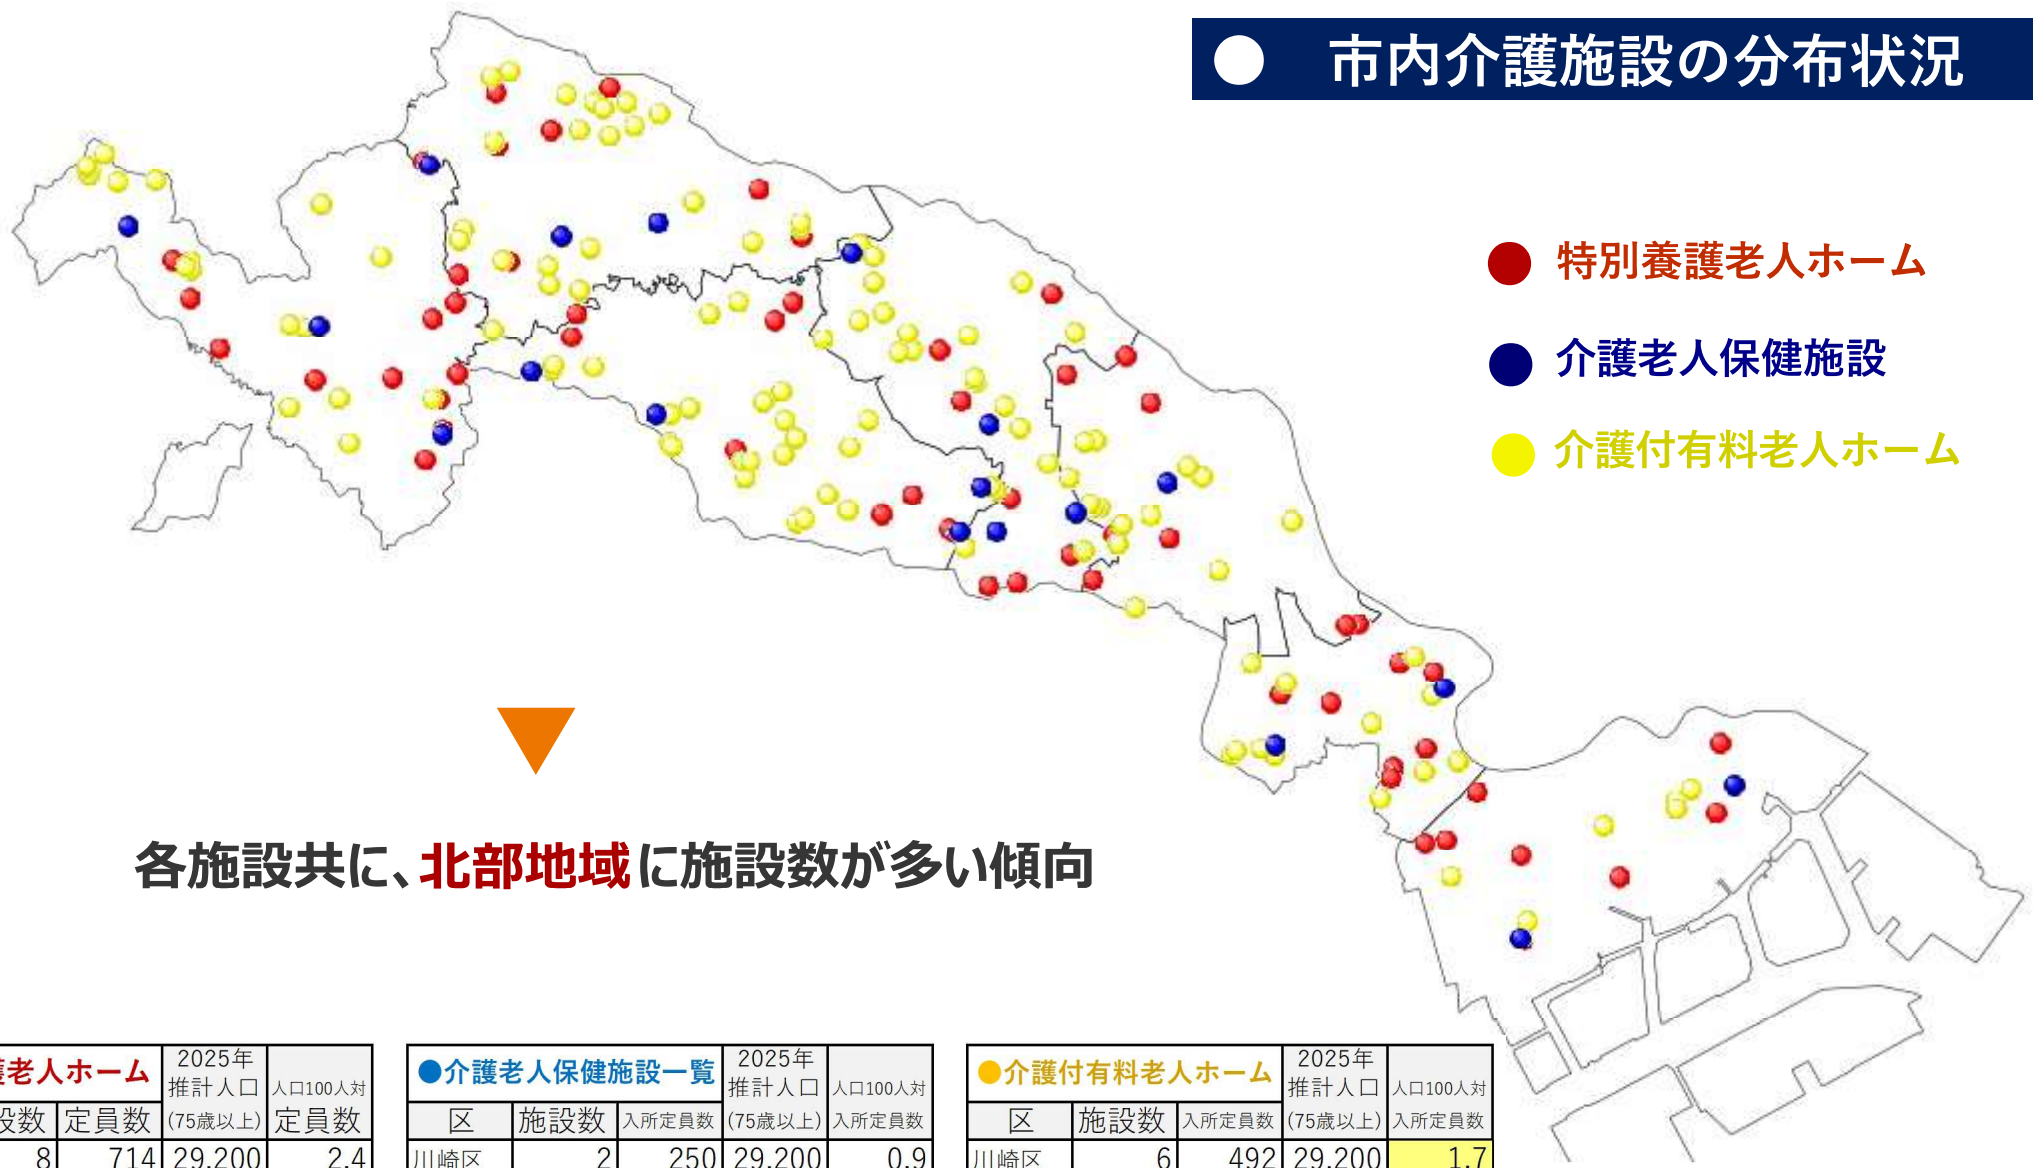 ● 市内介護施設の分布状況
● 特別養護老人ホーム
● 介護老人保健施設
● 介護付有料老人ホーム
各施設共に、北部地域に施設数が多い傾向
老人ホーム 2025年 推計人口 (75歳以上) 人口100人対 定員数
設数 定員数
8 714 29,200 2.4
●介護老人保健施設一覧 2025年 推計人口 (75歳以上) 人口100人対 入所定員数
区 施設数 入所定員数
川崎区 2 250 29,200 0.9
●介護付有料老人ホーム 2025年 推計人口 (75歳以上) 人口100人対 入所定員数
区 施設数 入所定員数
川崎区 6 492 29,200 1.7